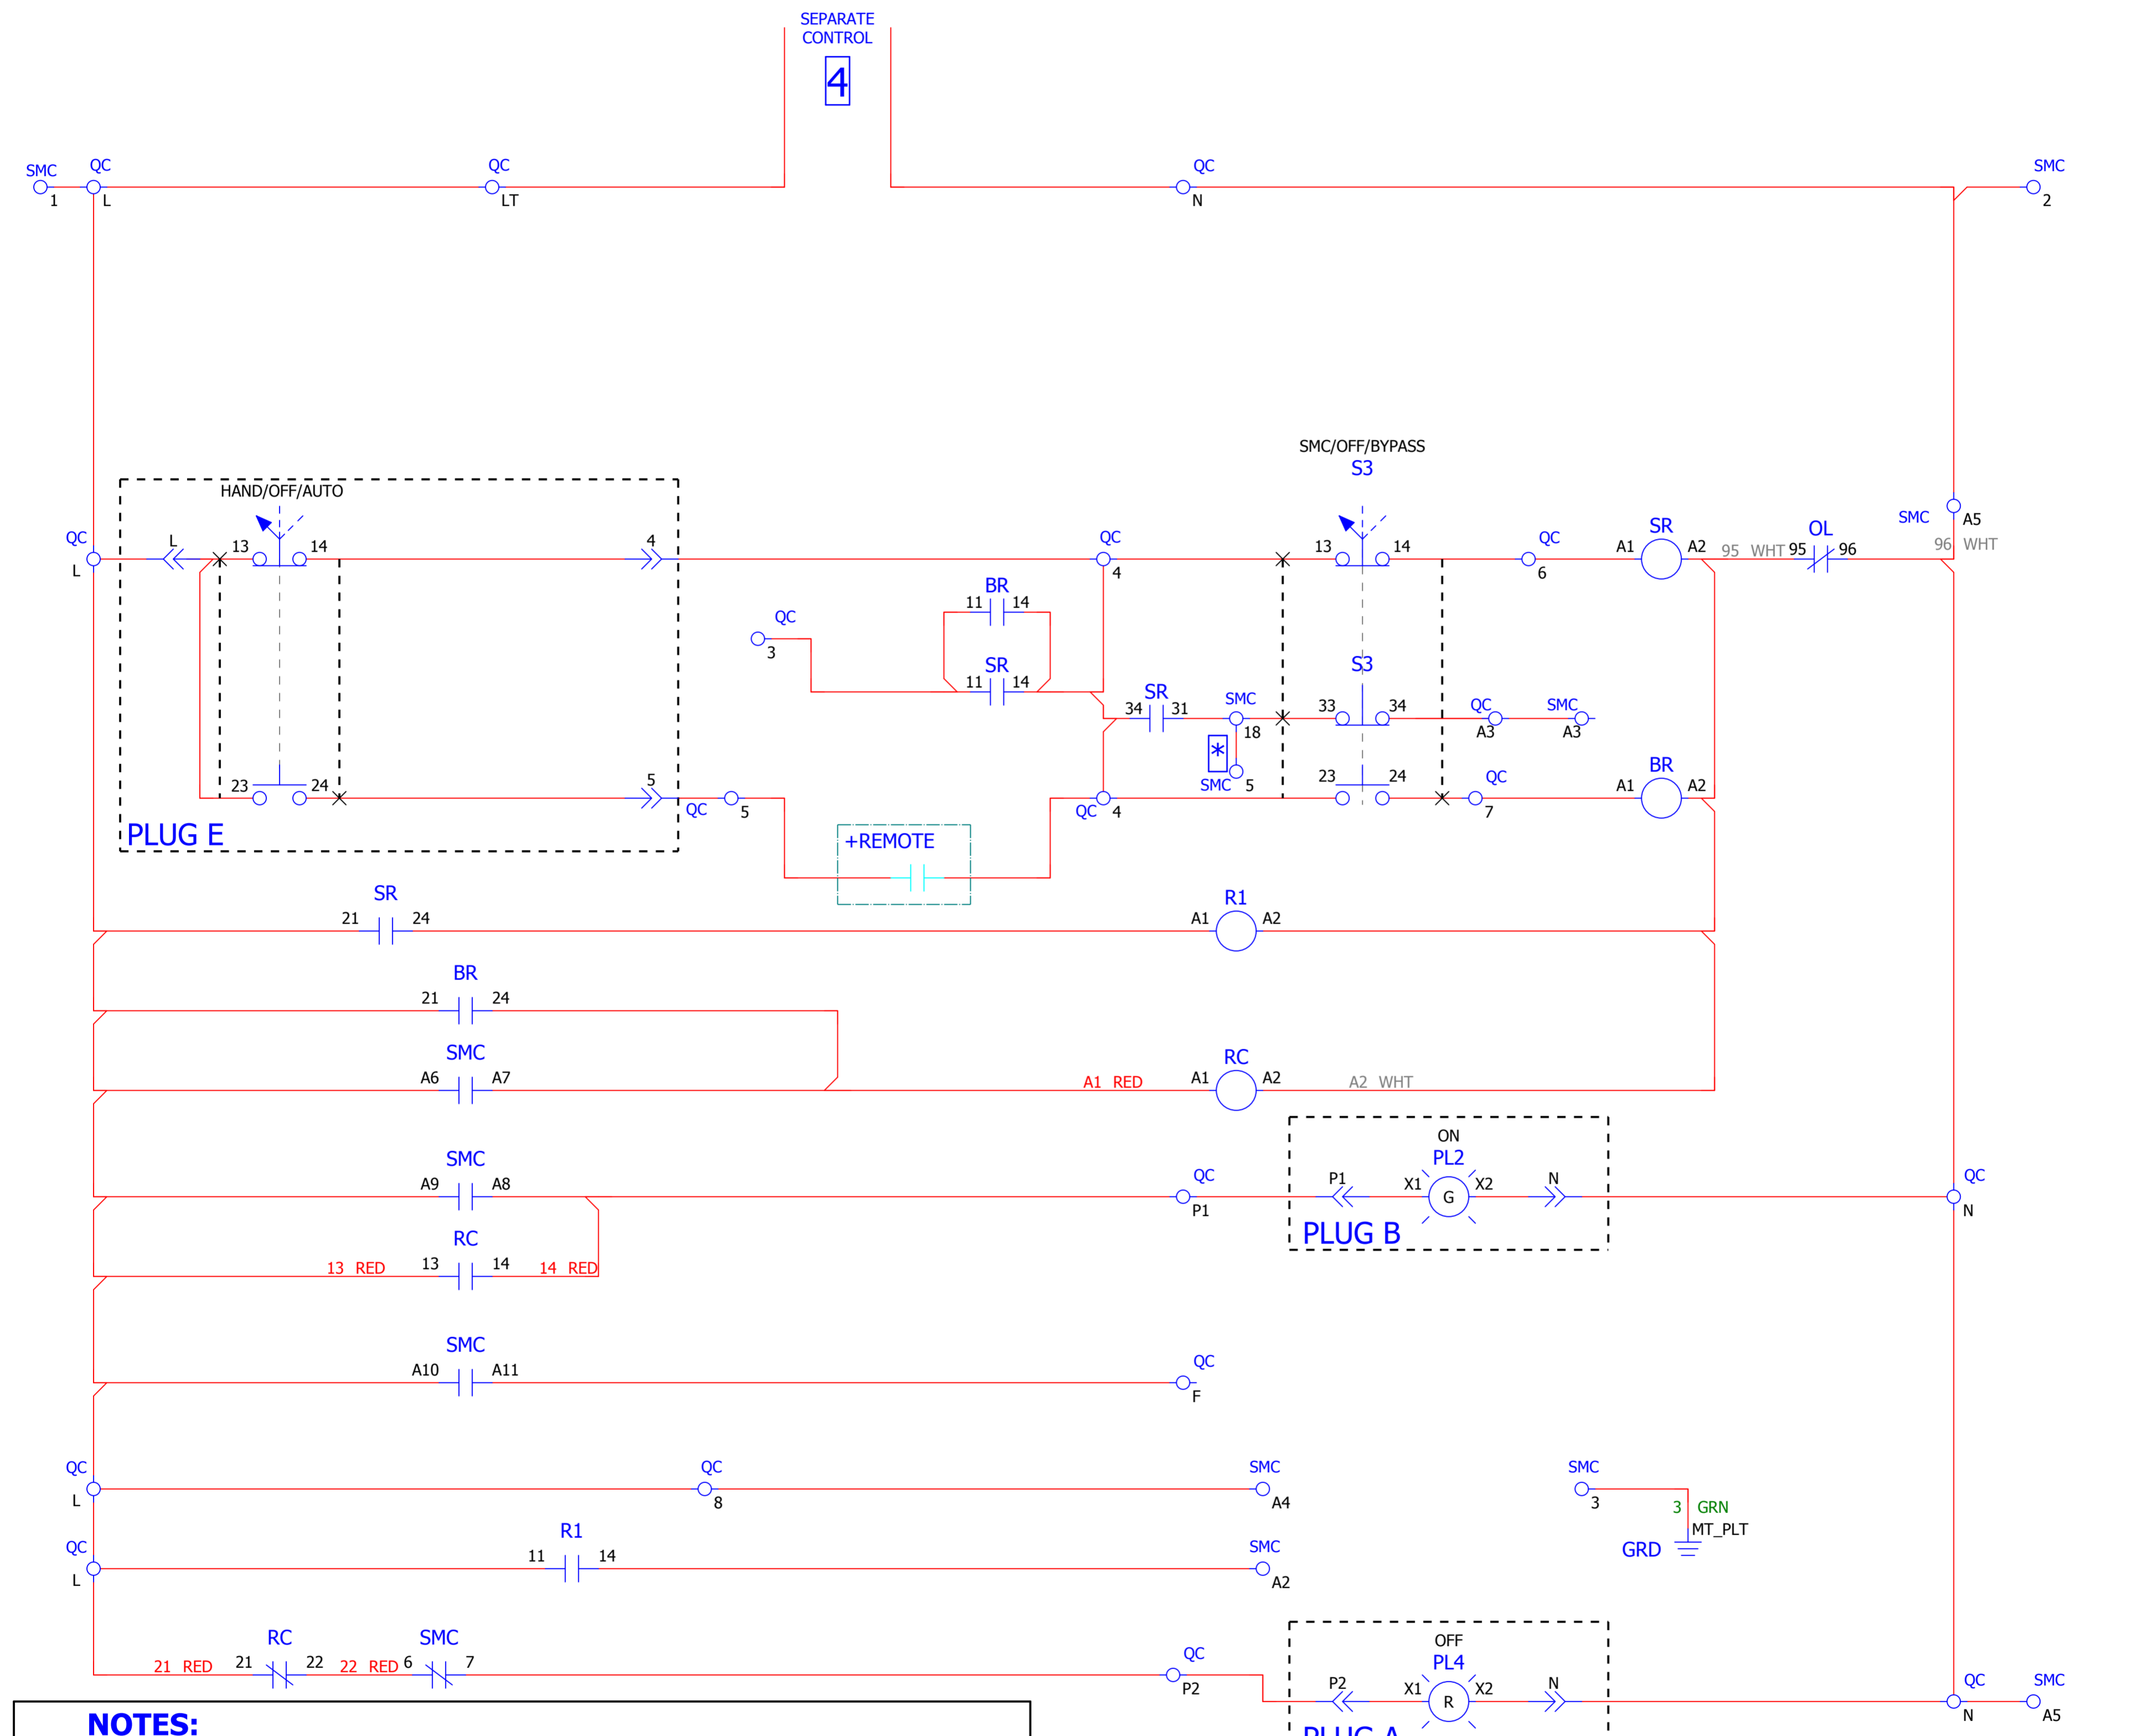 SEPARATE
CONTROL
4
SMC
1
QC
L
QC
LT
QC
N
SMC
2
SMC/OFF/BYPASS
S3
HAND/OFF/AUTO
QC
L
L
13
14
4
QC
4
13
14
QC
6
SR
A1
A2
95 WHT
OL
95
96
SMC
A5
96 WHT
BR
11
14
QC
3
SR
11
14
SR
34
31
SMC
18
*
SMC
5
S3
33
34
QC
A3
SMC
A3
23
24
5
QC
5
QC
4
23
24
QC
7
BR
A1
A2
PLUG E
+REMOTE
SR
21
24
R1
A1
A2
BR
21
24
SMC
A6
A7
A1 RED
RC
A1
A2
A2 WHT
SMC
A9
A8
QC
P1
ON
PL2
P1
X1
G
X2
N
PLUG B
QC
N
RC
13 RED
13
14
14 RED
SMC
A10
A11
QC
F
QC
L
QC
8
SMC
A4
SMC
3
3 GRN
MT_PLT
GRD
QC
L
R1
11
14
SMC
A2
RC
21 RED
21
22
22 RED
SMC
6
7
QC
P2
OFF
PL4
P2
X1
R
X2
N
PLUG A
QC
N
SMC
A5
NOTES: